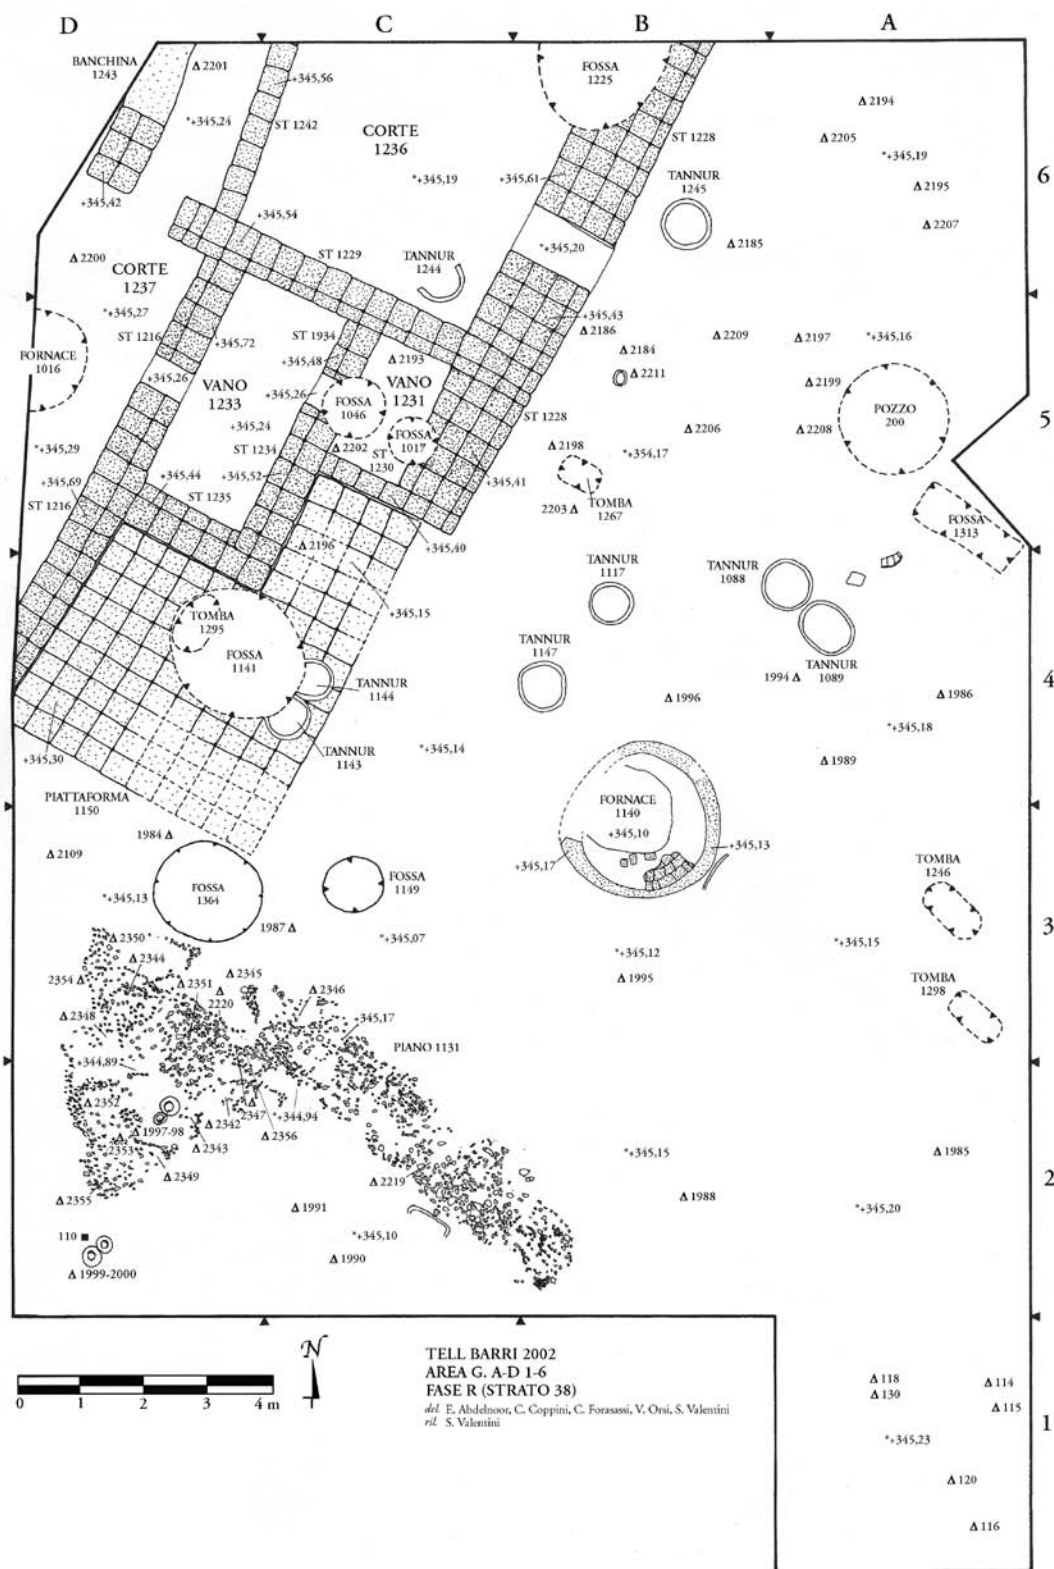 D C B A
BANCHINA
1243
Δ 2201
+345,56
FOSSA
1225
*+345,24
ST 1242
CORTE
1236
ST 1228
Δ 2194
Δ 2205
*+345,19
6
+345,42
*+345,19
+345,61
TANNUR
1245
Δ 2195
+345,54
Δ 2207
Δ 2200
ST 1229
*+345,20
Δ 2185
CORTE
1237
TANNUR
1244
*+345,27
ST 1216
ST 1934
+345,43
Δ 2186
Δ 2209
Δ 2197
*+345,16
FORNACE
1016
+345,72
+345,48
Δ 2193
Δ 2184
+345,26
VANO
1233
+345,26
VANO
1231
Δ 2211
Δ 2199
FOSSA
1046
ST 1228
POZZO
200
5
+345,24
FOSSA
1017
Δ 2206
Δ 2208
*+345,29
ST 1234
Δ 2202
ST
1230
Δ 2198
*+354,17
+345,69
+345,44
+345,52
+345,41
ST 1216
ST 1235
2203 Δ
TOMBA
1267
FOSSA
1313
Δ 2196
+345,40
TANNUR
1117
TANNUR
1088
+345,15
TOMBA
1295
FOSSA
1141
TANNUR
1147
TANNUR
1144
1994 Δ
TANNUR
1089
4
Δ 1996
Δ 1986
*+345,18
+345,30
TANNUR
1143
*+345,14
Δ 1989
PIATTAFORMA
1150
FORNACE
1140
+345,10
1984 Δ
+345,13
Δ 2109
+345,17
TOMBA
1246
FOSSA
1364
FOSSA
1149
*+345,13
1987 Δ
3
*+345,07
*+345,15
Δ 2350 *
*+345,12
Δ 2344
Δ 2345
Δ 1995
TOMBA
1298
2354 Δ
Δ 2351
Δ 2346
Δ
2220
Δ 2348
+345,17
PIANO 1131
*+344,89
Δ 2352
Δ
2347
*+344,94
Δ 1997-98
Δ 2342
Δ 2356
Δ
2353
Δ 2343
*+345,15
Δ 1985
Δ 2349
Δ 2219
2
Δ 2355
Δ 1988
Δ 1991
*+345,20
110 ■
*+345,10
Δ 1990
Δ 1999-2000
N
TELL BARRI 2002
AREA G. A-D 1-6
FASE R (STRATO 38)
del. E. Abdelnoor, C. Coppini, C. Forasassi, V. Orsi, S. Valentini
ril. S. Valentini
0 1 2 3 4 m
Δ 118
Δ 114
Δ 130
Δ 115
1
*+345,23
Δ 120
Δ 116